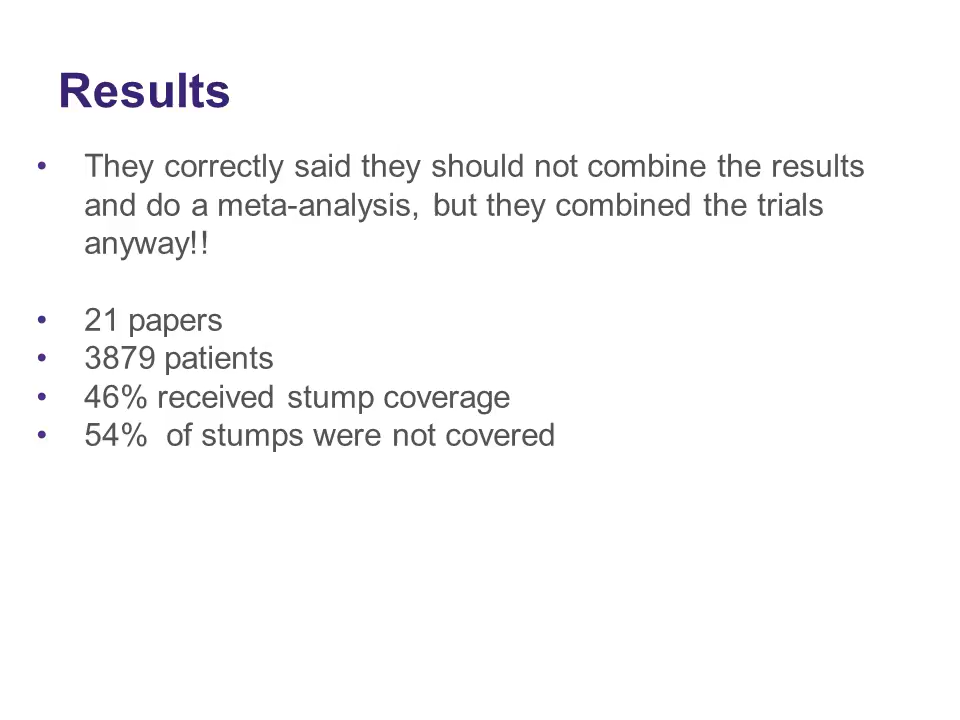 Results
• They correctly said they should not combine the results
and do a meta-analysis, but they combined the trials
anyway!!
• 21 papers
• 3879 patients
• 46% received stump coverage
• 54%  of stumps were not covered